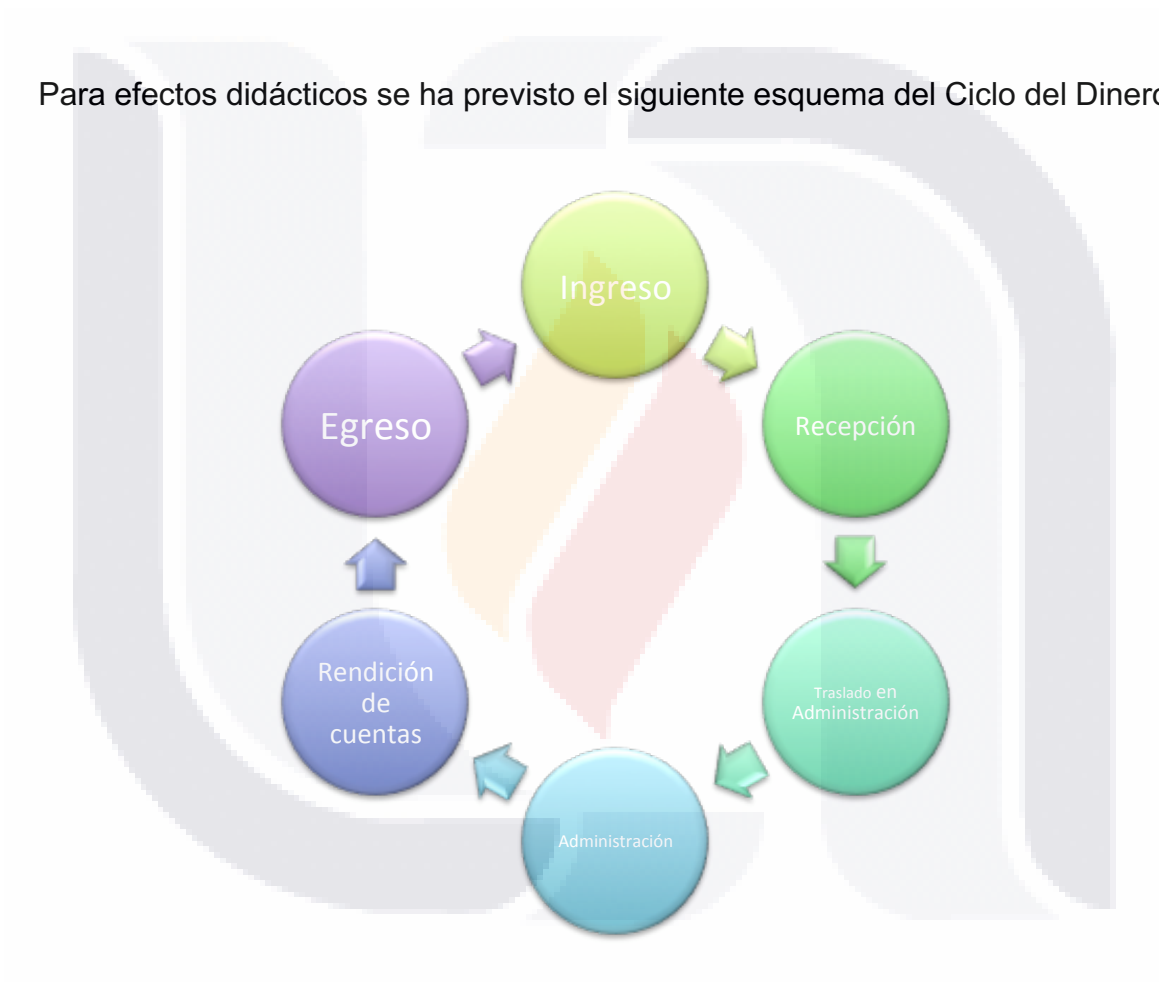 Para efectos didácticos se ha previsto el siguiente esquema del Ciclo del Dinero
Ingreso
Recepción
Traslado en
Administración
Administración
Rendición
de
cuentas
Egreso